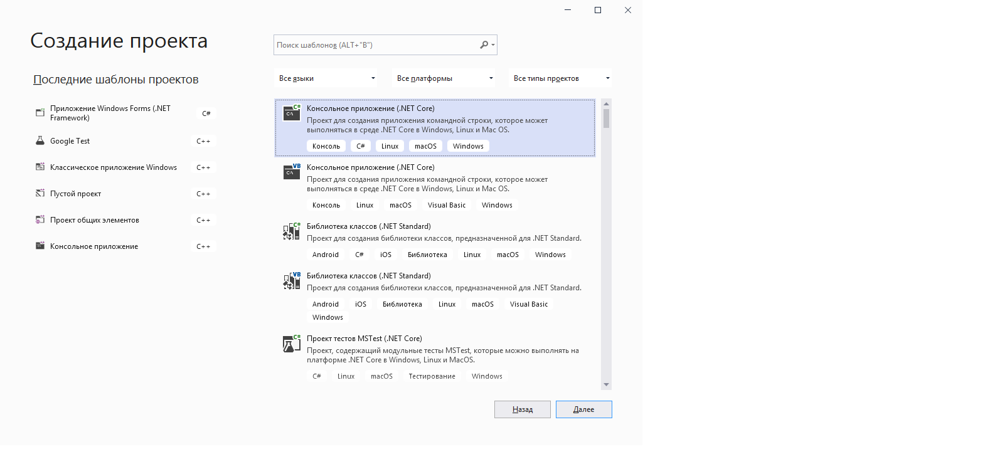 Создание проекта
Последние шаблоны проектов
Приложение Windows Forms (.NET
Framework)
C#
Google Test
C++
Классическое приложение Windows
C++
Пустой проект
C++
Проект общих элементов
C++
Консольное приложение
C++
Поиск шаблонов (ALT+"B")
Все языки
Все платформы
Все типы проектов
C#
C:\
Консольное приложение (.NET Core)
Проект для создания приложения командной строки, которое может
выполняться в среде .NET Core в Windows, Linux и Mac OS.
Консоль C# Linux macOS Windows
VB
C:\
Консольное приложение (.NET Core)
Проект для создания приложения командной строки, которое может
выполняться в среде .NET Core в Windows, Linux и Mac OS.
Консоль Linux macOS Visual Basic Windows
C#
Библиотека классов (.NET Standard)
Проект для создания библиотеки классов, предназначенной для .NET Standard.
Android C# iOS Библиотека Linux macOS Windows
VB
Библиотека классов (.NET Standard)
Проект для создания библиотеки классов, предназначенной для .NET Standard.
Android iOS Библиотека Linux macOS Visual Basic
Windows
C#
Проект тестов MSTest (.NET Core)
Проект, содержащий модульные тесты MSTest, которые можно выполнять на
платформе .NET Core в Windows, Linux и MacOS.
C# Linux macOS Тестирование Windows
Назад
Далее